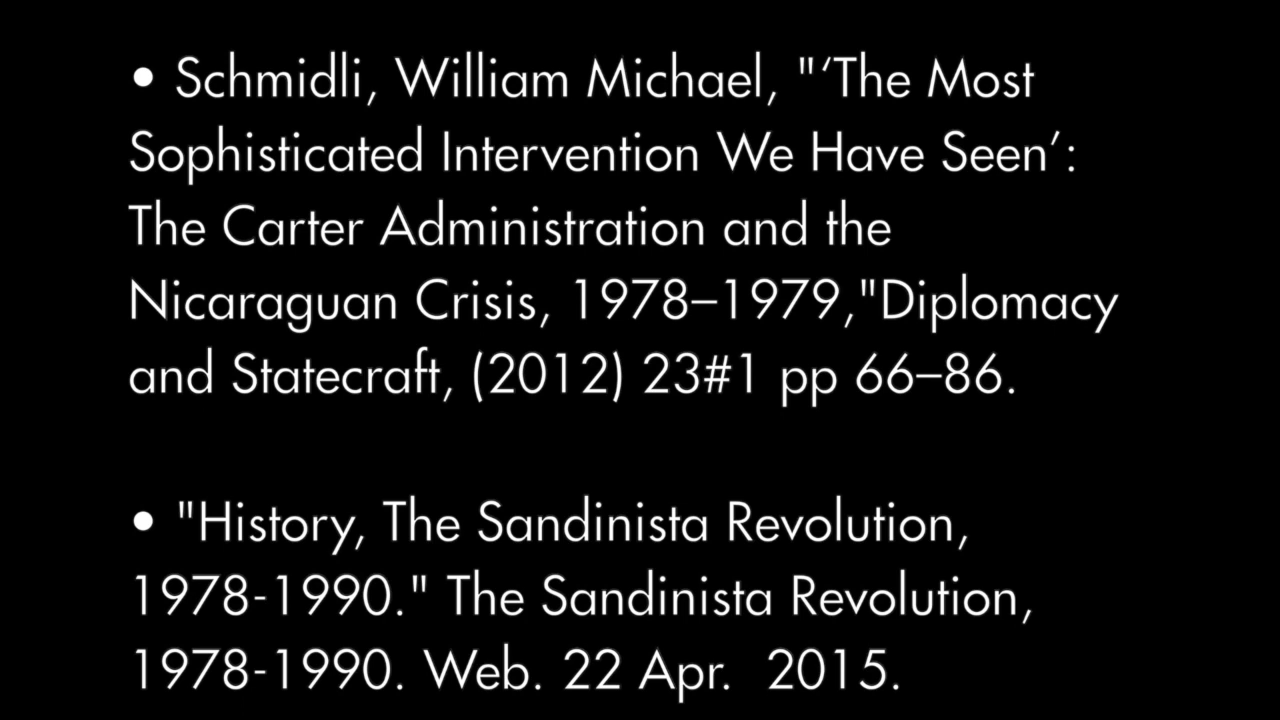 • Schmidli, William Michael, "‘The Most
Sophisticated Intervention We Have Seen’:
The Carter Administration and the
Nicaraguan Crisis, 1978–1979,"Diplomacy
and Statecraft, (2012) 23#1 pp 66–86.
• "History, The Sandinista Revolution,
1978-1990." The Sandinista Revolution,
1978-1990. Web. 22 Apr.  2015.